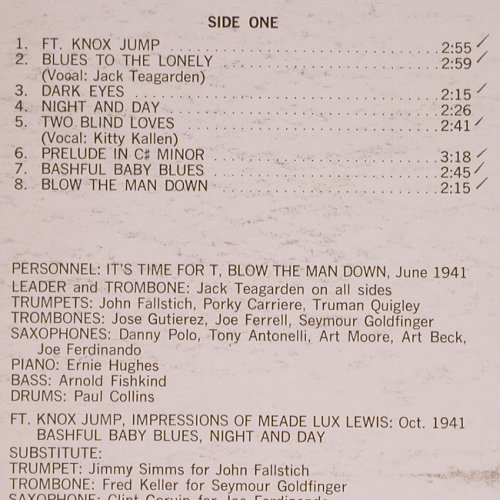 SIDE ONE
1. FT. KNOX JUMP 2:55
2. BLUES TO THE LONELY 2:59
(Vocal: Jack Teagarden)
3. DARK EYES 2:15
4. NIGHT AND DAY 2:26
5. TWO BLIND LOVES 2:41
(Vocal: Kitty Kallen)
6. PRELUDE IN C♯ MINOR 3:18
7. BASHFUL BABY BLUES 2:45
8. BLOW THE MAN DOWN 2:15
PERSONNEL: IT'S TIME FOR T, BLOW THE MAN DOWN, June 1941
LEADER and TROMBONE: Jack Teagarden on all sides
TRUMPETS: John Fallstich, Porky Carriere, Truman Quigley
TROMBONES: Jose Gutierez, Joe Ferrell, Seymour Goldfinger
SAXOPHONES: Danny Polo, Tony Antonelli, Art Moore, Art Beck,
Joe Ferdinando
PIANO: Ernie Hughes
BASS: Arnold Fishkind
DRUMS: Paul Collins
FT. KNOX JUMP, IMPRESSIONS OF MEADE LUX LEWIS: Oct. 1941
BASHFUL BABY BLUES, NIGHT AND DAY
SUBSTITUTE:
TRUMPET: Jimmy Simms for John Fallstich
TROMBONE: Fred Keller for Seymour Goldfinger
SAXOPHONE: Clint Garvin for Joe Ferdinando